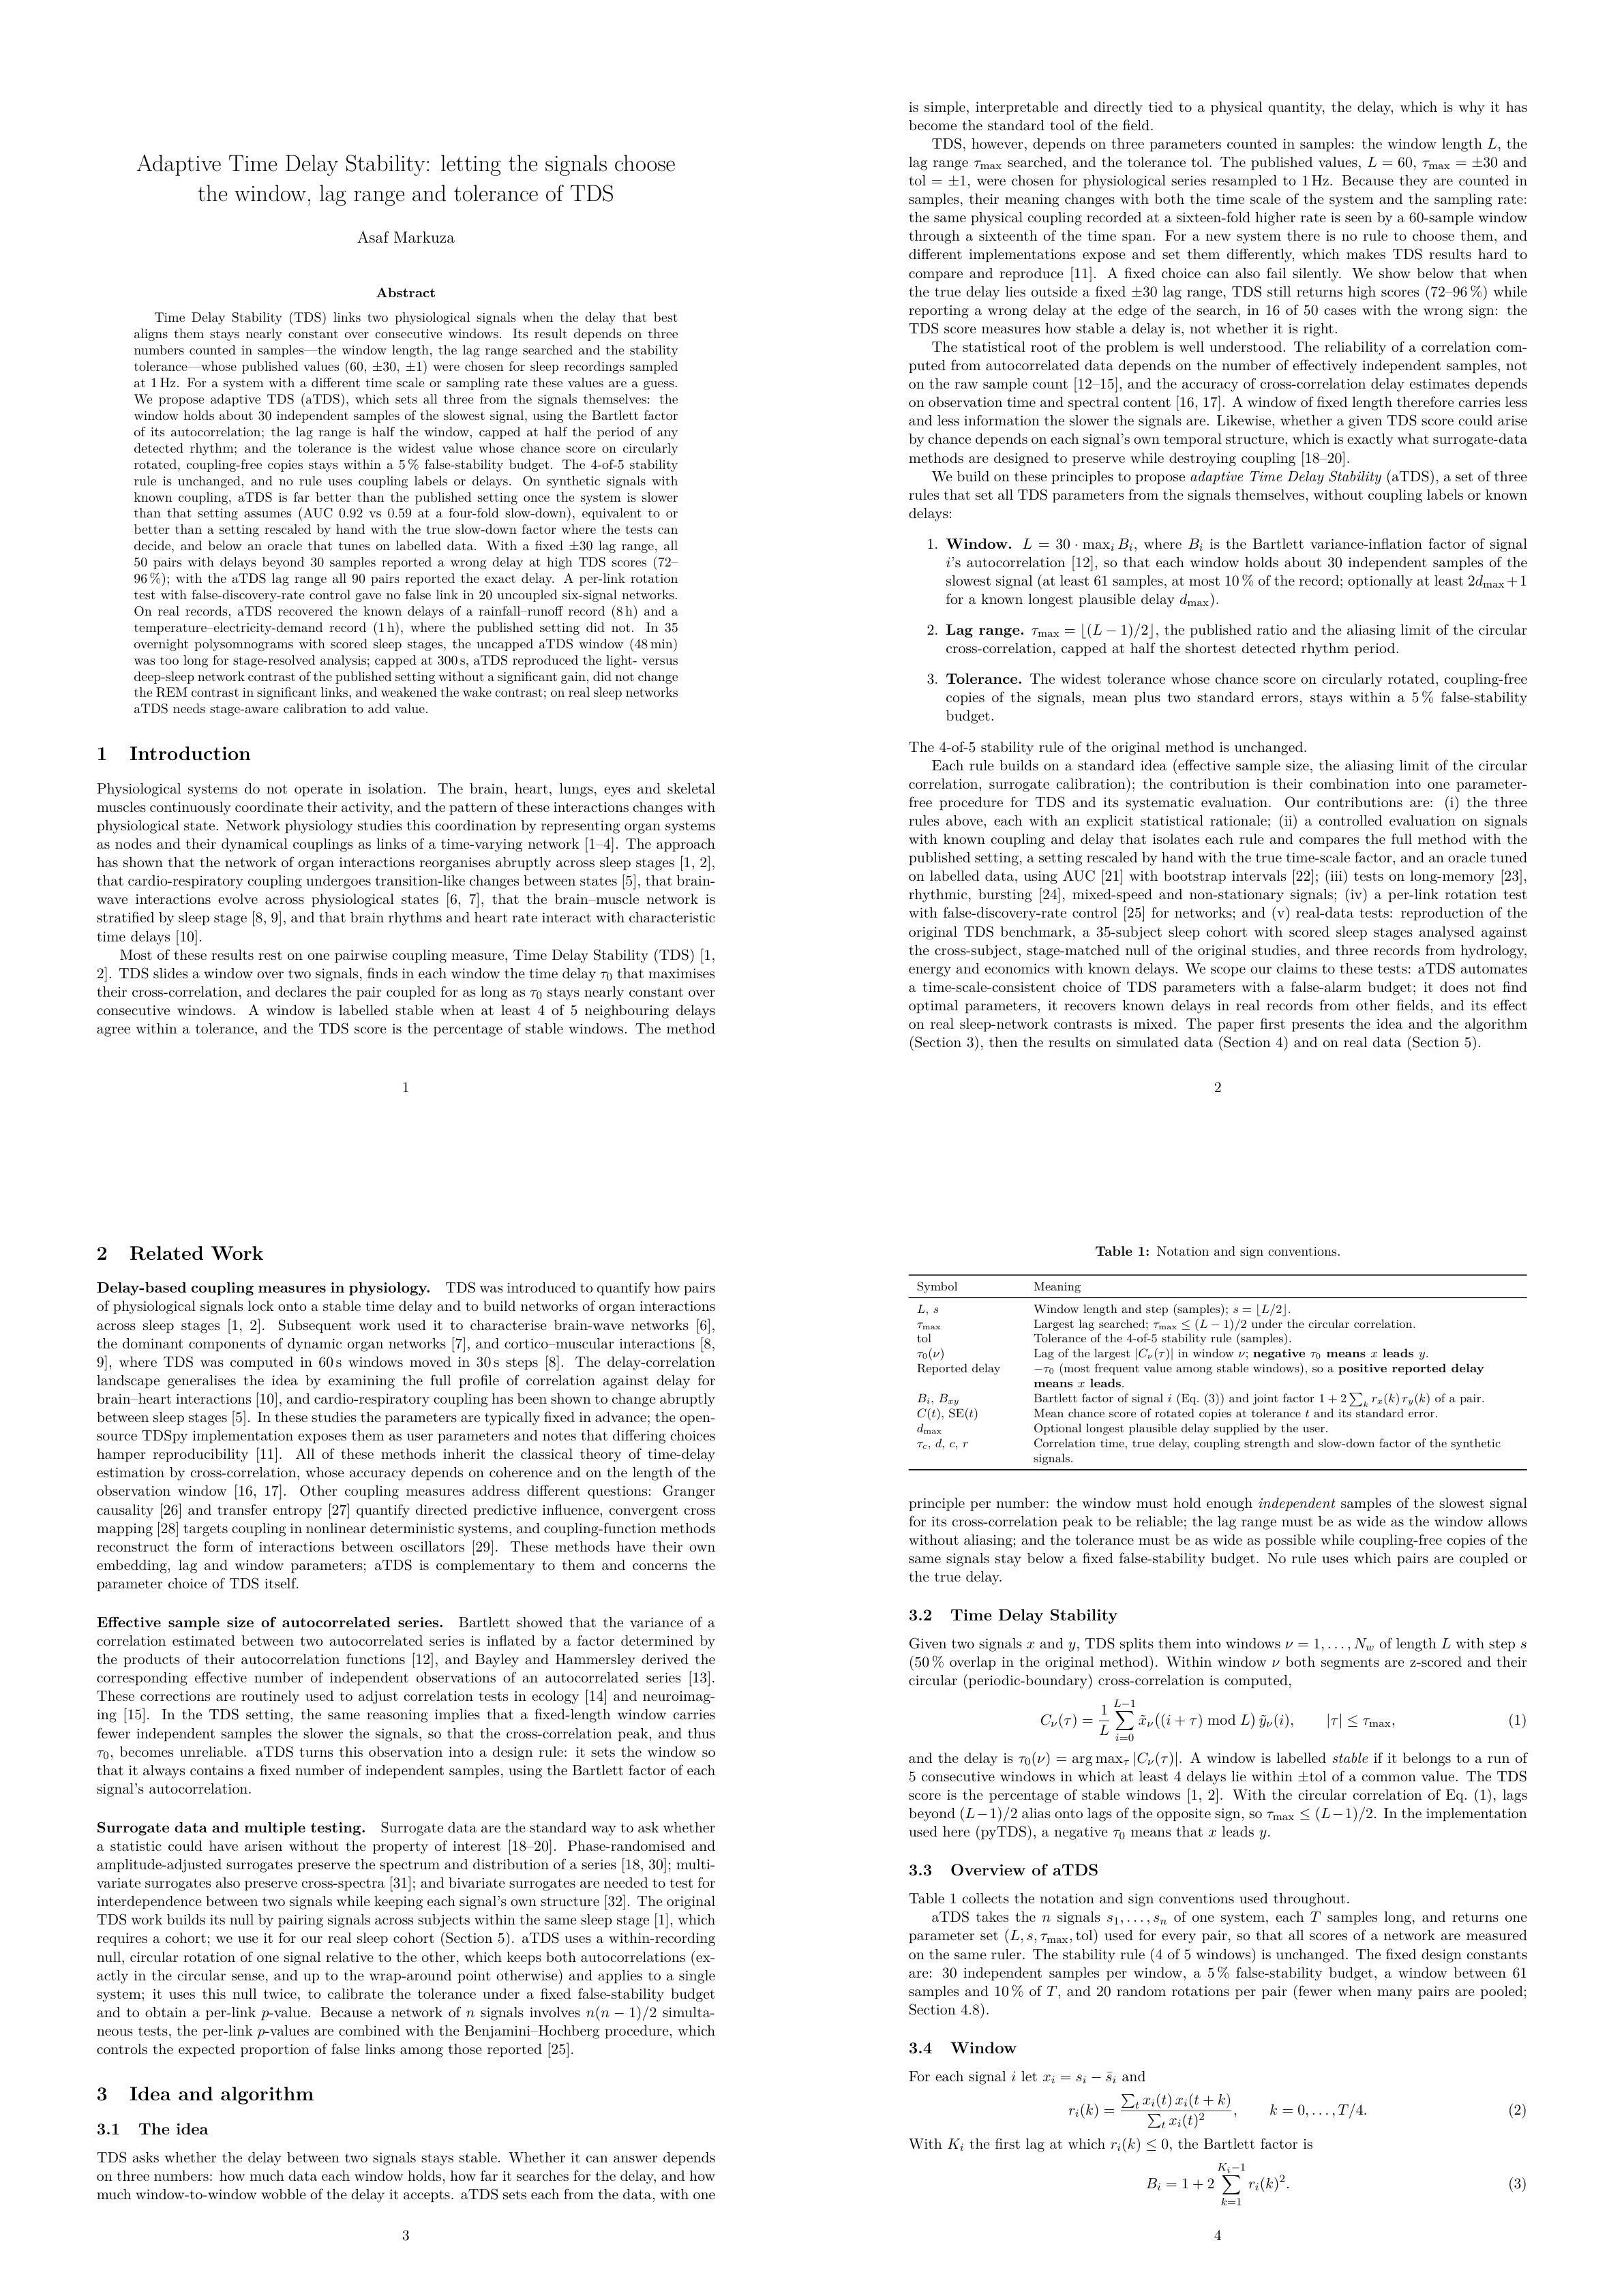 Adaptive Time Delay Stability: letting the signals choose
the window, lag range and tolerance of TDS
Asaf Markuza
Abstract
Time Delay Stability (TDS) links two physiological signals when the delay that best
aligns them stays nearly constant over consecutive windows. Its result depends on three
numbers counted in samples—the window length, the lag range searched and the stability
tolerance—whose published values (60, ±30, ±1) were chosen for sleep recordings sampled
at 1 Hz. For a system with a different time scale or sampling rate these values are a guess.
We propose adaptive TDS (aTDS), which sets all three from the signals themselves: the
window holds about 30 independent samples of the slowest signal, using the Bartlett factor
of its autocorrelation; the lag range is half the window, capped at half the period of any
detected rhythm; and the tolerance is the widest value whose chance score on circularly
rotated, coupling-free copies stays within a 5 % false-stability budget. The 4-of-5 stability
rule is unchanged, and no rule uses coupling labels or delays. On synthetic signals with
known coupling, aTDS is far better than the published setting once the system is slower
than that setting assumes (AUC 0.92 vs 0.59 at a four-fold slow-down), equivalent to or
better than a setting rescaled by hand with the true slow-down factor where the tests can
decide, and below an oracle that tunes on labelled data. With a fixed ±30 lag range, all
50 pairs with delays beyond 30 samples reported a wrong delay at high TDS scores (72–
96 %); with the aTDS lag range all 90 pairs reported the exact delay. A per-link rotation
test with false-discovery-rate control gave no false link in 20 uncoupled six-signal networks.
On real records, aTDS recovered the known delays of a rainfall–runoff record (8 h) and a
temperature–electricity-demand record (1 h), where the published setting did not. In 35
overnight polysomnograms with scored sleep stages, the uncapped aTDS window (48 min)
was too long for stage-resolved analysis; capped at 300 s, aTDS reproduced the light- versus
deep-sleep network contrast of the published setting without a significant gain, did not change
the REM contrast in significant links, and weakened the wake contrast; on real sleep networks
aTDS needs stage-aware calibration to add value.
1 Introduction
Physiological systems do not operate in isolation. The brain, heart, lungs, eyes and skeletal
muscles continuously coordinate their activity, and the pattern of these interactions changes with
physiological state. Network physiology studies this coordination by representing organ systems
as nodes and their dynamical couplings as links of a time-varying network [1–4]. The approach
has shown that the network of organ interactions reorganises abruptly across sleep stages [1, 2],
that cardio-respiratory coupling undergoes transition-like changes between states [5], that brain-
wave interactions evolve across physiological states [6, 7], that the brain–muscle network is
stratified by sleep stage [8, 9], and that brain rhythms and heart rate interact with characteristic
time delays [10].
Most of these results rest on one pairwise coupling measure, Time Delay Stability (TDS) [1,
2]. TDS slides a window over two signals, finds in each window the time delay τ0 that maximises
their cross-correlation, and declares the pair coupled for as long as τ0 stays nearly constant over
consecutive windows. A window is labelled stable when at least 4 of 5 neighbouring delays
agree within a tolerance, and the TDS score is the percentage of stable windows. The method
1
is simple, interpretable and directly tied to a physical quantity, the delay, which is why it has
become the standard tool of the field.
TDS, however, depends on three parameters counted in samples: the window length L, the
lag range τmax searched, and the tolerance tol. The published values, L = 60, τmax = ±30 and
tol = ±1, were chosen for physiological series resampled to 1 Hz. Because they are counted in
samples, their meaning changes with both the time scale of the system and the sampling rate:
the same physical coupling recorded at a sixteen-fold higher rate is seen by a 60-sample window
through a sixteenth of the time span. For a new system there is no rule to choose them, and
different implementations expose and set them differently, which makes TDS results hard to
compare and reproduce [11]. A fixed choice can also fail silently. We show below that when
the true delay lies outside a fixed ±30 lag range, TDS still returns high scores (72–96 %) while
reporting a wrong delay at the edge of the search, in 16 of 50 cases with the wrong sign: the
TDS score measures how stable a delay is, not whether it is right.
The statistical root of the problem is well understood. The reliability of a correlation com-
puted from autocorrelated data depends on the number of effectively independent samples, not
on the raw sample count [12–15], and the accuracy of cross-correlation delay estimates depends
on observation time and spectral content [16, 17]. A window of fixed length therefore carries less
and less information the slower the signals are. Likewise, whether a given TDS score could arise
by chance depends on each signal's own temporal structure, which is exactly what surrogate-data
methods are designed to preserve while destroying coupling [18–20].
We build on these principles to propose adaptive Time Delay Stability (aTDS), a set of three
rules that set all TDS parameters from the signals themselves, without coupling labels or known
delays:
1. Window. L = 30 · maxi Bi, where Bi is the Bartlett variance-inflation factor of signal
i's autocorrelation [12], so that each window holds about 30 independent samples of the
slowest signal (at least 61 samples, at most 10 % of the record; optionally at least 2dmax + 1
for a known longest plausible delay dmax).
2. Lag range. τmax = ⌊(L − 1)/2⌋, the published ratio and the aliasing limit of the circular
cross-correlation, capped at half the shortest detected rhythm period.
3. Tolerance. The widest tolerance whose chance score on circularly rotated, coupling-free
copies of the signals, mean plus two standard errors, stays within a 5 % false-stability
budget.
The 4-of-5 stability rule of the original method is unchanged.
Each rule builds on a standard idea (effective sample size, the aliasing limit of the circular
correlation, surrogate calibration); the contribution is their combination into one parameter-
free procedure for TDS and its systematic evaluation. Our contributions are: (i) the three
rules above, each with an explicit statistical rationale; (ii) a controlled evaluation on signals
with known coupling and delay that isolates each rule and compares the full method with the
published setting, a setting rescaled by hand with the true time-scale factor, and an oracle tuned
on labelled data, using AUC [21] with bootstrap intervals [22]; (iii) tests on long-memory [23],
rhythmic, bursting [24], mixed-speed and non-stationary signals; (iv) a per-link rotation test
with false-discovery-rate control [25] for networks; and (v) real-data tests: reproduction of the
original TDS benchmark, a 35-subject sleep cohort with scored sleep stages analysed against
the cross-subject, stage-matched null of the original studies, and three records from hydrology,
energy and economics with known delays. We scope our claims to these tests: aTDS automates
a time-scale-consistent choice of TDS parameters with a false-alarm budget; it does not find
optimal parameters, it recovers known delays in real records from other fields, and its effect
on real sleep-network contrasts is mixed. The paper first presents the idea and the algorithm
(Section 3), then the results on simulated data (Section 4) and on real data (Section 5).
2
2 Related Work
Delay-based coupling measures in physiology. TDS was introduced to quantify how pairs
of physiological signals lock onto a stable time delay and to build networks of organ interactions
across sleep stages [1, 2]. Subsequent work used it to characterise brain-wave networks [6],
the dominant components of dynamic organ networks [7], and cortico–muscular interactions [8,
9], where TDS was computed in 60 s windows moved in 30 s steps [8]. The delay-correlation
landscape generalises the idea by examining the full profile of correlation against delay for
brain–heart interactions [10], and cardio-respiratory coupling has been shown to change abruptly
between sleep stages [5]. In these studies the parameters are typically fixed in advance; the open-
source TDSpy implementation exposes them as user parameters and notes that differing choices
hamper reproducibility [11]. All of these methods inherit the classical theory of time-delay
estimation by cross-correlation, whose accuracy depends on coherence and on the length of the
observation window [16, 17]. Other coupling measures address different questions: Granger
causality [26] and transfer entropy [27] quantify directed predictive influence, convergent cross
mapping [28] targets coupling in nonlinear deterministic systems, and coupling-function methods
reconstruct the form of interactions between oscillators [29]. These methods have their own
embedding, lag and window parameters; aTDS is complementary to them and concerns the
parameter choice of TDS itself.
Effective sample size of autocorrelated series. Bartlett showed that the variance of a
correlation estimated between two autocorrelated series is inflated by a factor determined by
the products of their autocorrelation functions [12], and Bayley and Hammersley derived the
corresponding effective number of independent observations of an autocorrelated series [13].
These corrections are routinely used to adjust correlation tests in ecology [14] and neuroimag-
ing [15]. In the TDS setting, the same reasoning implies that a fixed-length window carries
fewer independent samples the slower the signals, so that the cross-correlation peak, and thus
τ0, becomes unreliable. aTDS turns this observation into a design rule: it sets the window so
that it always contains a fixed number of independent samples, using the Bartlett factor of each
signal's autocorrelation.
Surrogate data and multiple testing. Surrogate data are the standard way to ask whether
a statistic could have arisen without the property of interest [18–20]. Phase-randomised and
amplitude-adjusted surrogates preserve the spectrum and distribution of a series [18, 30]; multi-
variate surrogates also preserve cross-spectra [31]; and bivariate surrogates are needed to test for
interdependence between two signals while keeping each signal's own structure [32]. The original
TDS work builds its null by pairing signals across subjects within the same sleep stage [1], which
requires a cohort; we use it for our real sleep cohort (Section 5). aTDS uses a within-recording
null, circular rotation of one signal relative to the other, which keeps both autocorrelations (ex-
actly in the circular sense, and up to the wrap-around point otherwise) and applies to a single
system; it uses this null twice, to calibrate the tolerance under a fixed false-stability budget
and to obtain a per-link p-value. Because a network of n signals involves n(n − 1)/2 simulta-
neous tests, the per-link p-values are combined with the Benjamini–Hochberg procedure, which
controls the expected proportion of false links among those reported [25].
3 Idea and algorithm
3.1 The idea
TDS asks whether the delay between two signals stays stable. Whether it can answer depends
on three numbers: how much data each window holds, how far it searches for the delay, and how
much window-to-window wobble of the delay it accepts. aTDS sets each from the data, with one
3
Table 1: Notation and sign conventions.
Symbol Meaning
L, s Window length and step (samples); s = ⌊L/2⌋.
τmax Largest lag searched; τmax ≤ (L − 1)/2 under the circular correlation.
tol Tolerance of the 4-of-5 stability rule (samples).
τ0(ν) Lag of the largest |Cν(τ)| in window ν; negative τ0 means x leads y.
Reported delay −τ0 (most frequent value among stable windows), so a positive reported delay
means x leads.
Bi, Bxy Bartlett factor of signal i (Eq. (3)) and joint factor 1 + 2 ∑k rx(k) ry(k) of a pair.
C(t), SE(t) Mean chance score of rotated copies at tolerance t and its standard error.
dmax Optional longest plausible delay supplied by the user.
τc, d, c, r Correlation time, true delay, coupling strength and slow-down factor of the synthetic
signals.
principle per number: the window must hold enough independent samples of the slowest signal
for its cross-correlation peak to be reliable; the lag range must be as wide as the window allows
without aliasing; and the tolerance must be as wide as possible while coupling-free copies of the
same signals stay below a fixed false-stability budget. No rule uses which pairs are coupled or
the true delay.
3.2 Time Delay Stability
Given two signals x and y, TDS splits them into windows ν = 1, . . . , Nw of length L with step s
(50 % overlap in the original method). Within window ν both segments are z-scored and their
circular (periodic-boundary) cross-correlation is computed,
Cν(τ) = 1/L ∑_{i=0}^{L−1} x̃ν((i + τ) mod L) ỹν(i), |τ| ≤ τmax, (1)
and the delay is τ0(ν) = arg maxτ |Cν(τ)|. A window is labelled stable if it belongs to a run of
5 consecutive windows in which at least 4 delays lie within ±tol of a common value. The TDS
score is the percentage of stable windows [1, 2]. With the circular correlation of Eq. (1), lags
beyond (L−1)/2 alias onto lags of the opposite sign, so τmax ≤ (L−1)/2. In the implementation
used here (pyTDS), a negative τ0 means that x leads y.
3.3 Overview of aTDS
Table 1 collects the notation and sign conventions used throughout.
aTDS takes the n signals s1, . . . , sn of one system, each T samples long, and returns one
parameter set (L, s, τmax, tol) used for every pair, so that all scores of a network are measured
on the same ruler. The stability rule (4 of 5 windows) is unchanged. The fixed design constants
are: 30 independent samples per window, a 5 % false-stability budget, a window between 61
samples and 10 % of T, and 20 random rotations per pair (fewer when many pairs are pooled;
Section 4.8).
3.4 Window
For each signal i let xi = si − s̄i and
ri(k) = ∑t xi(t) xi(t + k) / ∑t xi(t)², k = 0, . . . , T/4. (2)
With Ki the first lag at which ri(k) ≤ 0, the Bartlett factor is
Bi = 1 + 2 ∑_{k=1}^{Ki−1} ri(k)². (3)
4